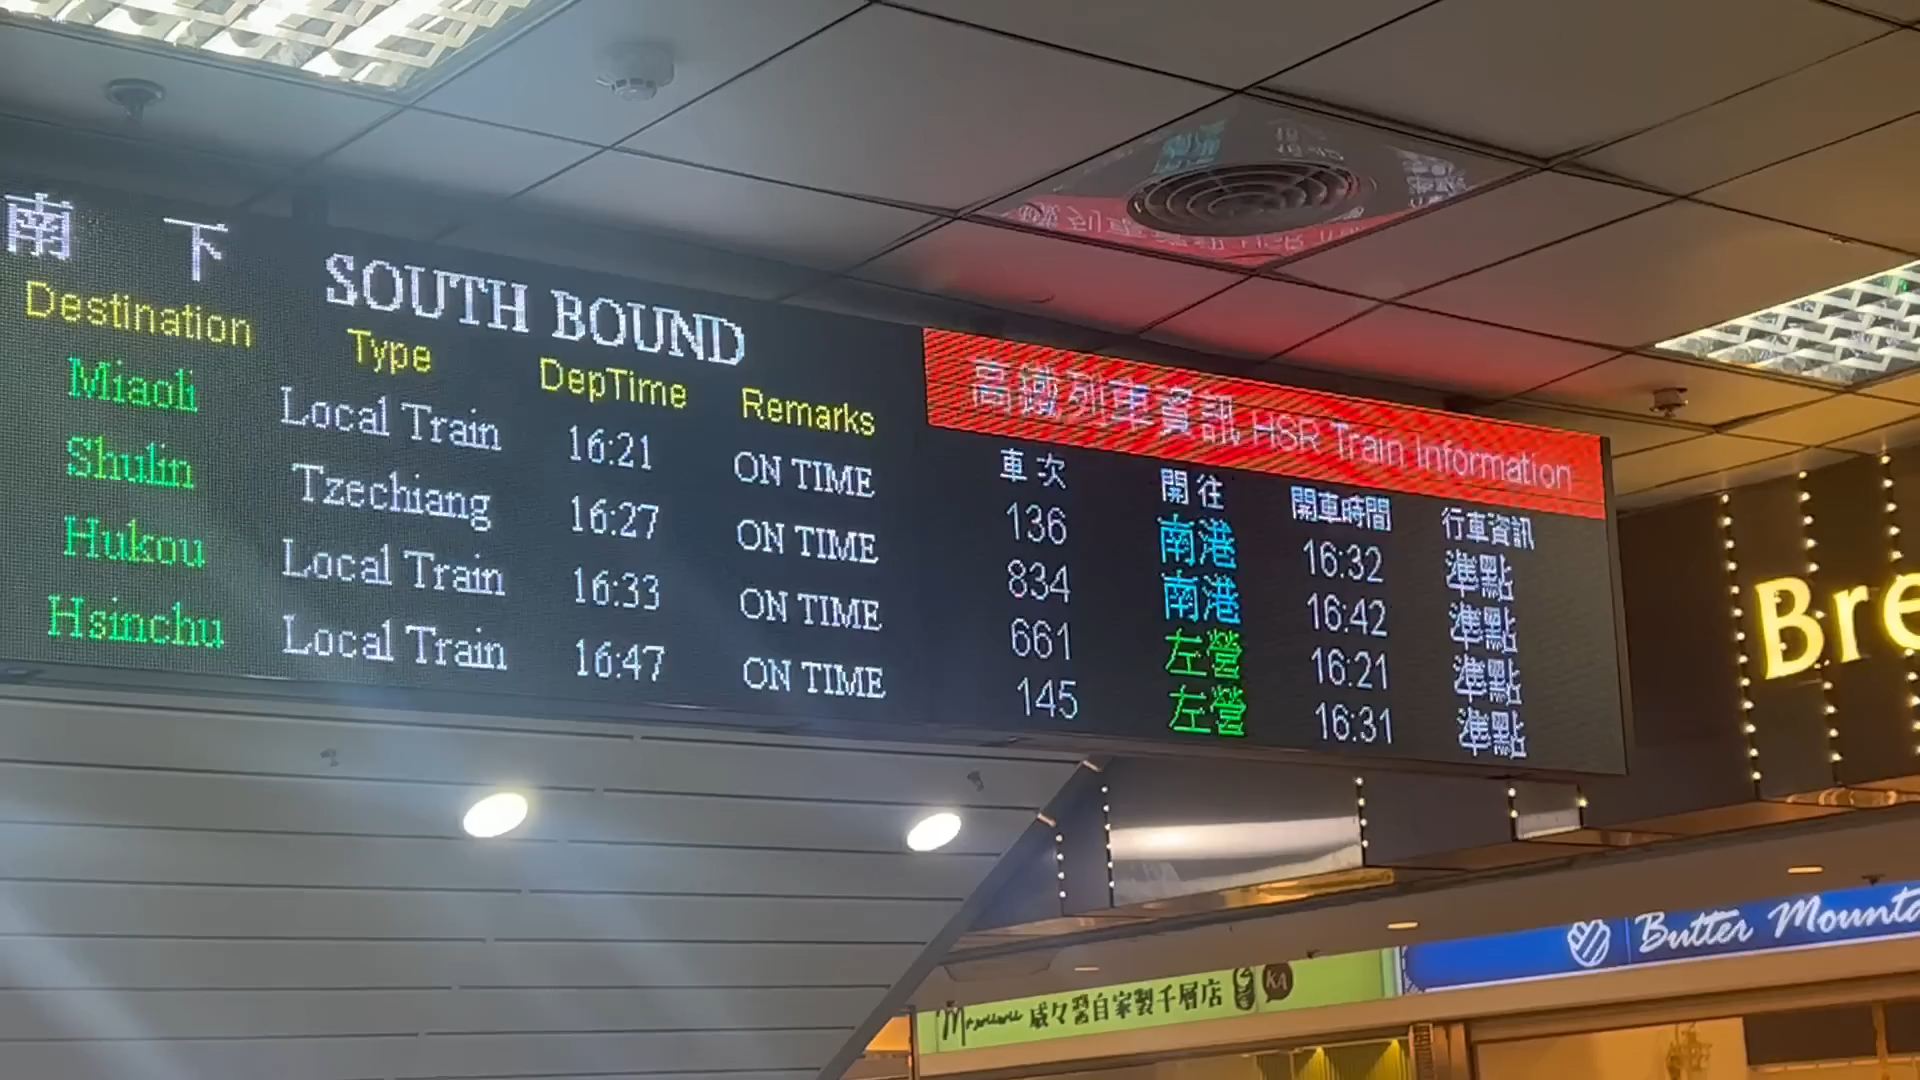 南 下 SOUTH BOUND
Destination Type DepTime Remarks
Miaoli Local Train 16:21 ON TIME
Shulin Tzechiang 16:27 ON TIME
Hukou Local Train 16:33 ON TIME
Hsinchu Local Train 16:47 ON TIME
高鐵列車資訊 HSR Train Information
車次 開往 開車時間 行車資訊
136 南港 16:32 準點
834 南港 16:42 準點
661 左營 16:21 準點
145 左營 16:31 準點
Bre
Butter Mounta
自家製千層店
KA